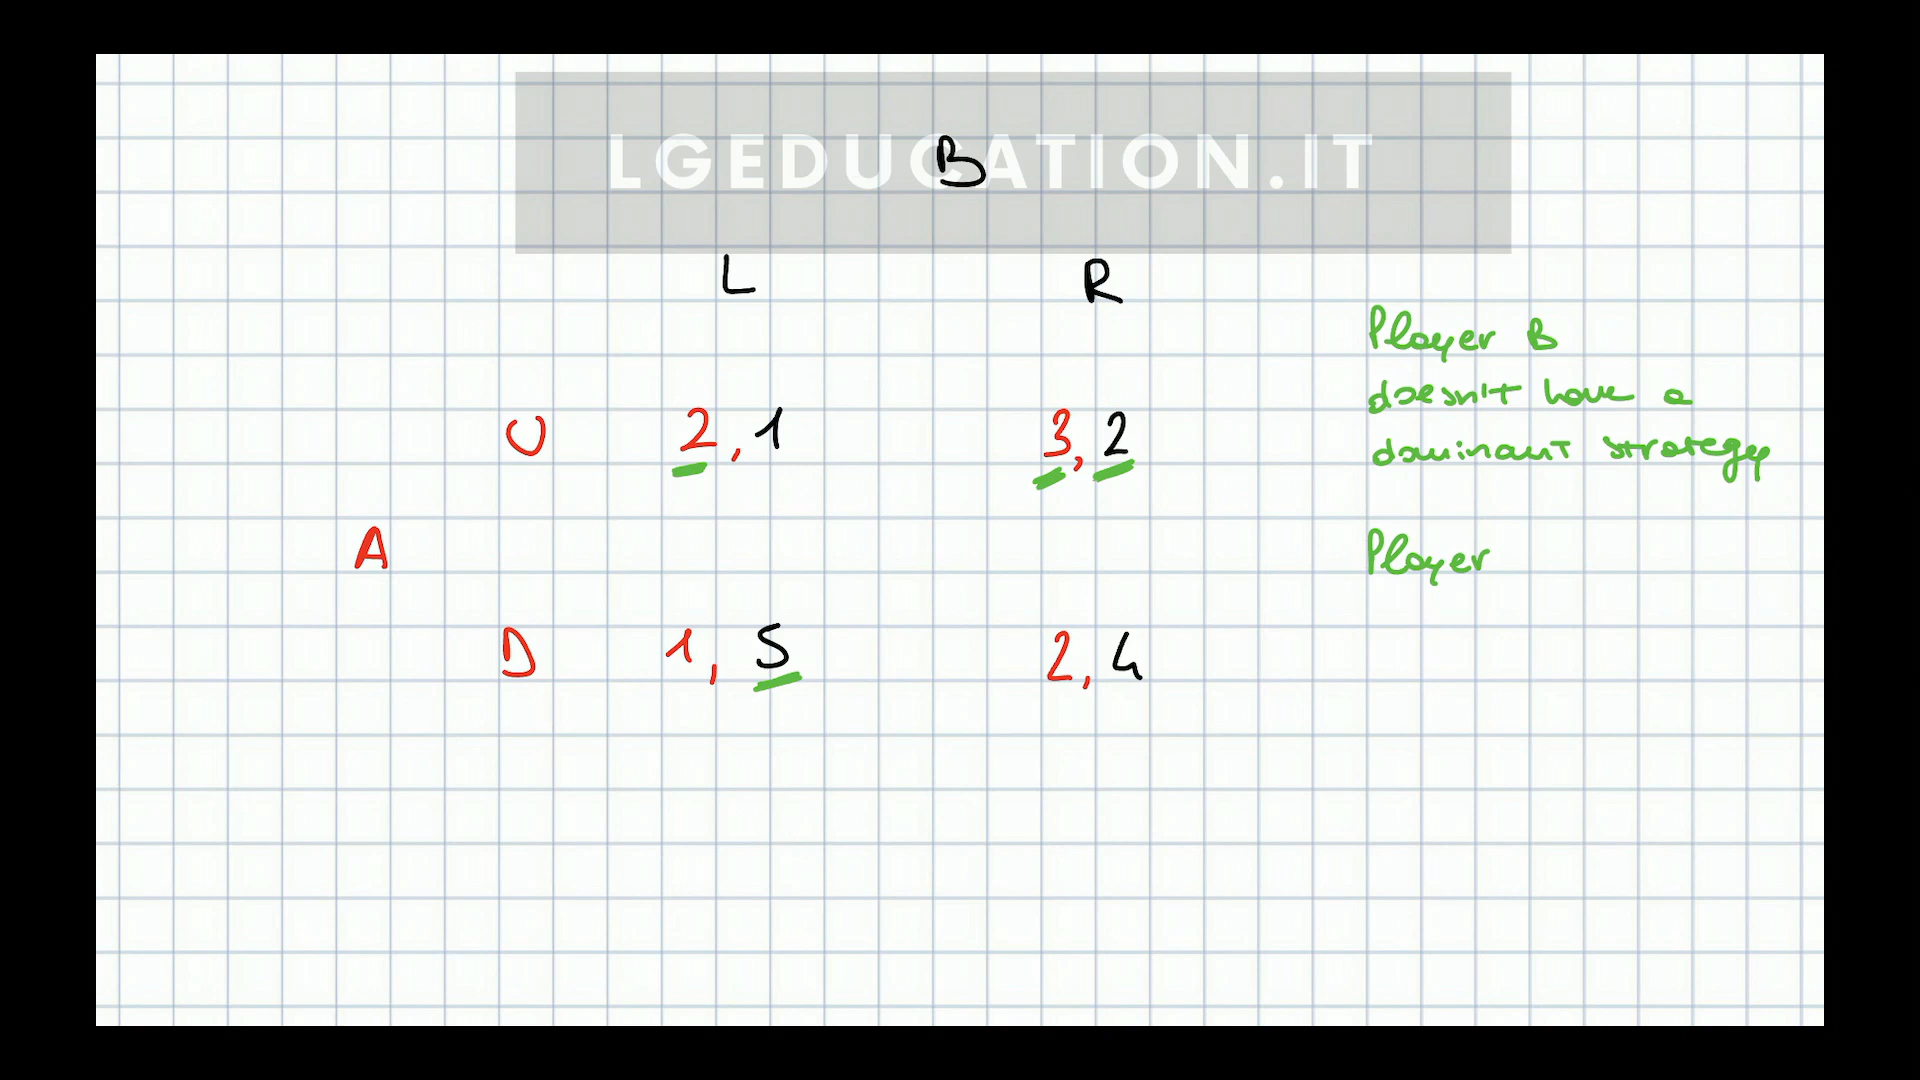 LGEDUCATION.IT
B
L R
Player B
doesn't have a
dominant strategy
U 2, 1 3, 2
A
Player
D 1, 5 2, 4